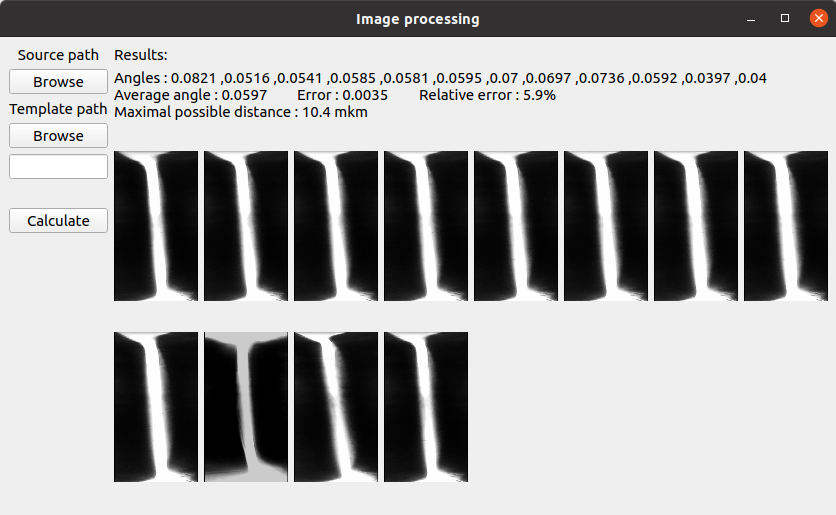 Image processing
Source path
Results:
Browse
Angles : 0.0821 ,0.0516 ,0.0541 ,0.0585 ,0.0581 ,0.0595 ,0.07 ,0.0697 ,0.0736 ,0.0592 ,0.0397 ,0.04
Average angle : 0.0597 Error : 0.0035 Relative error : 5.9%
Template path
Maximal possible distance : 10.4 mkm
Browse
Calculate